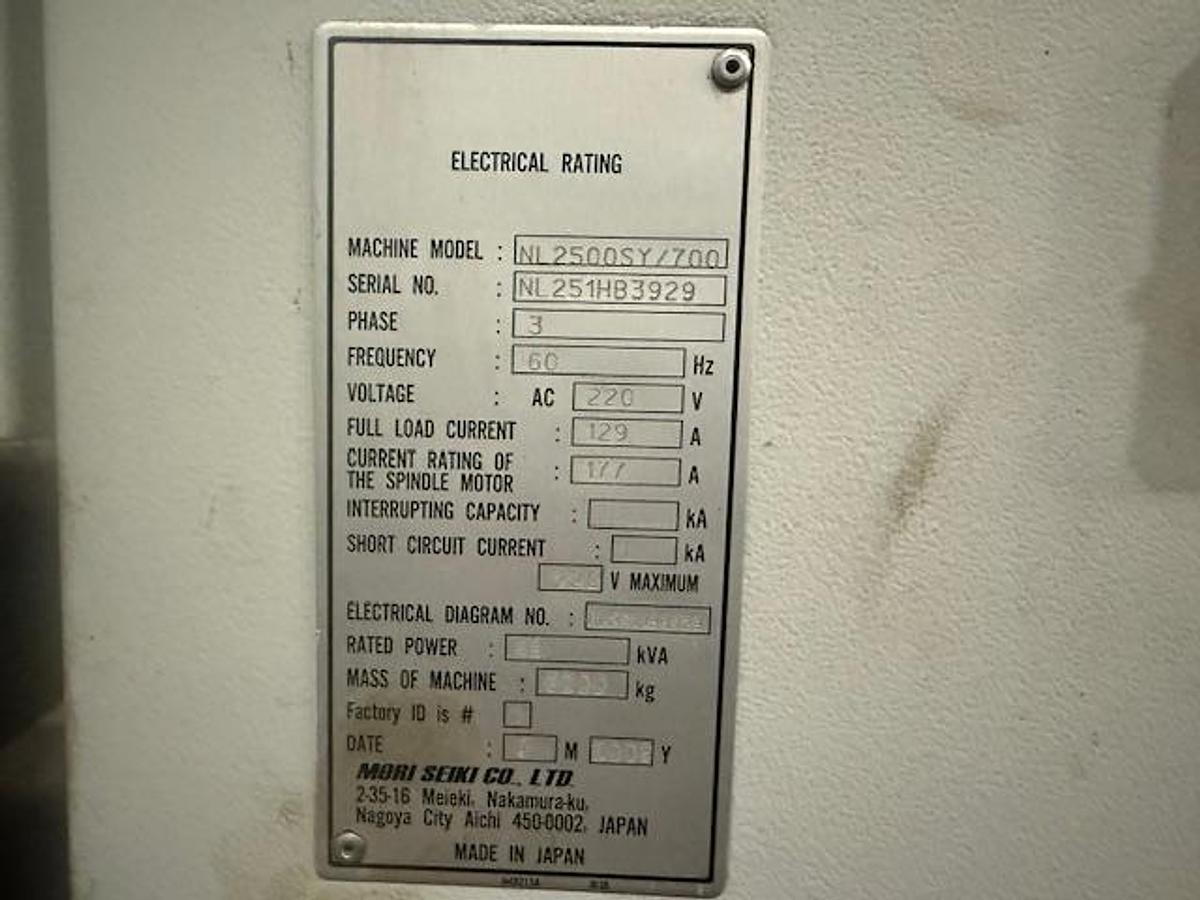 ELECTRICAL RATING
MACHINE MODEL : NL2500SY/700
SERIAL NO. : NL251HB3929
PHASE : 3
FREQUENCY : 60 Hz
VOLTAGE : AC 220 V
FULL LOAD CURRENT : 129 A
CURRENT RATING OF
THE SPINDLE MOTOR : 177 A
INTERRUPTING CAPACITY : kA
SHORT CIRCUIT CURRENT : kA
V MAXIMUM
ELECTRICAL DIAGRAM NO. :
RATED POWER : kVA
MASS OF MACHINE : kg
Factory ID is #
DATE : M Y
MORI SEIKI CO., LTD.
2-35-16 Meieki, Nakamura-ku,
Nagoya City Aichi 450-0002, JAPAN
MADE IN JAPAN